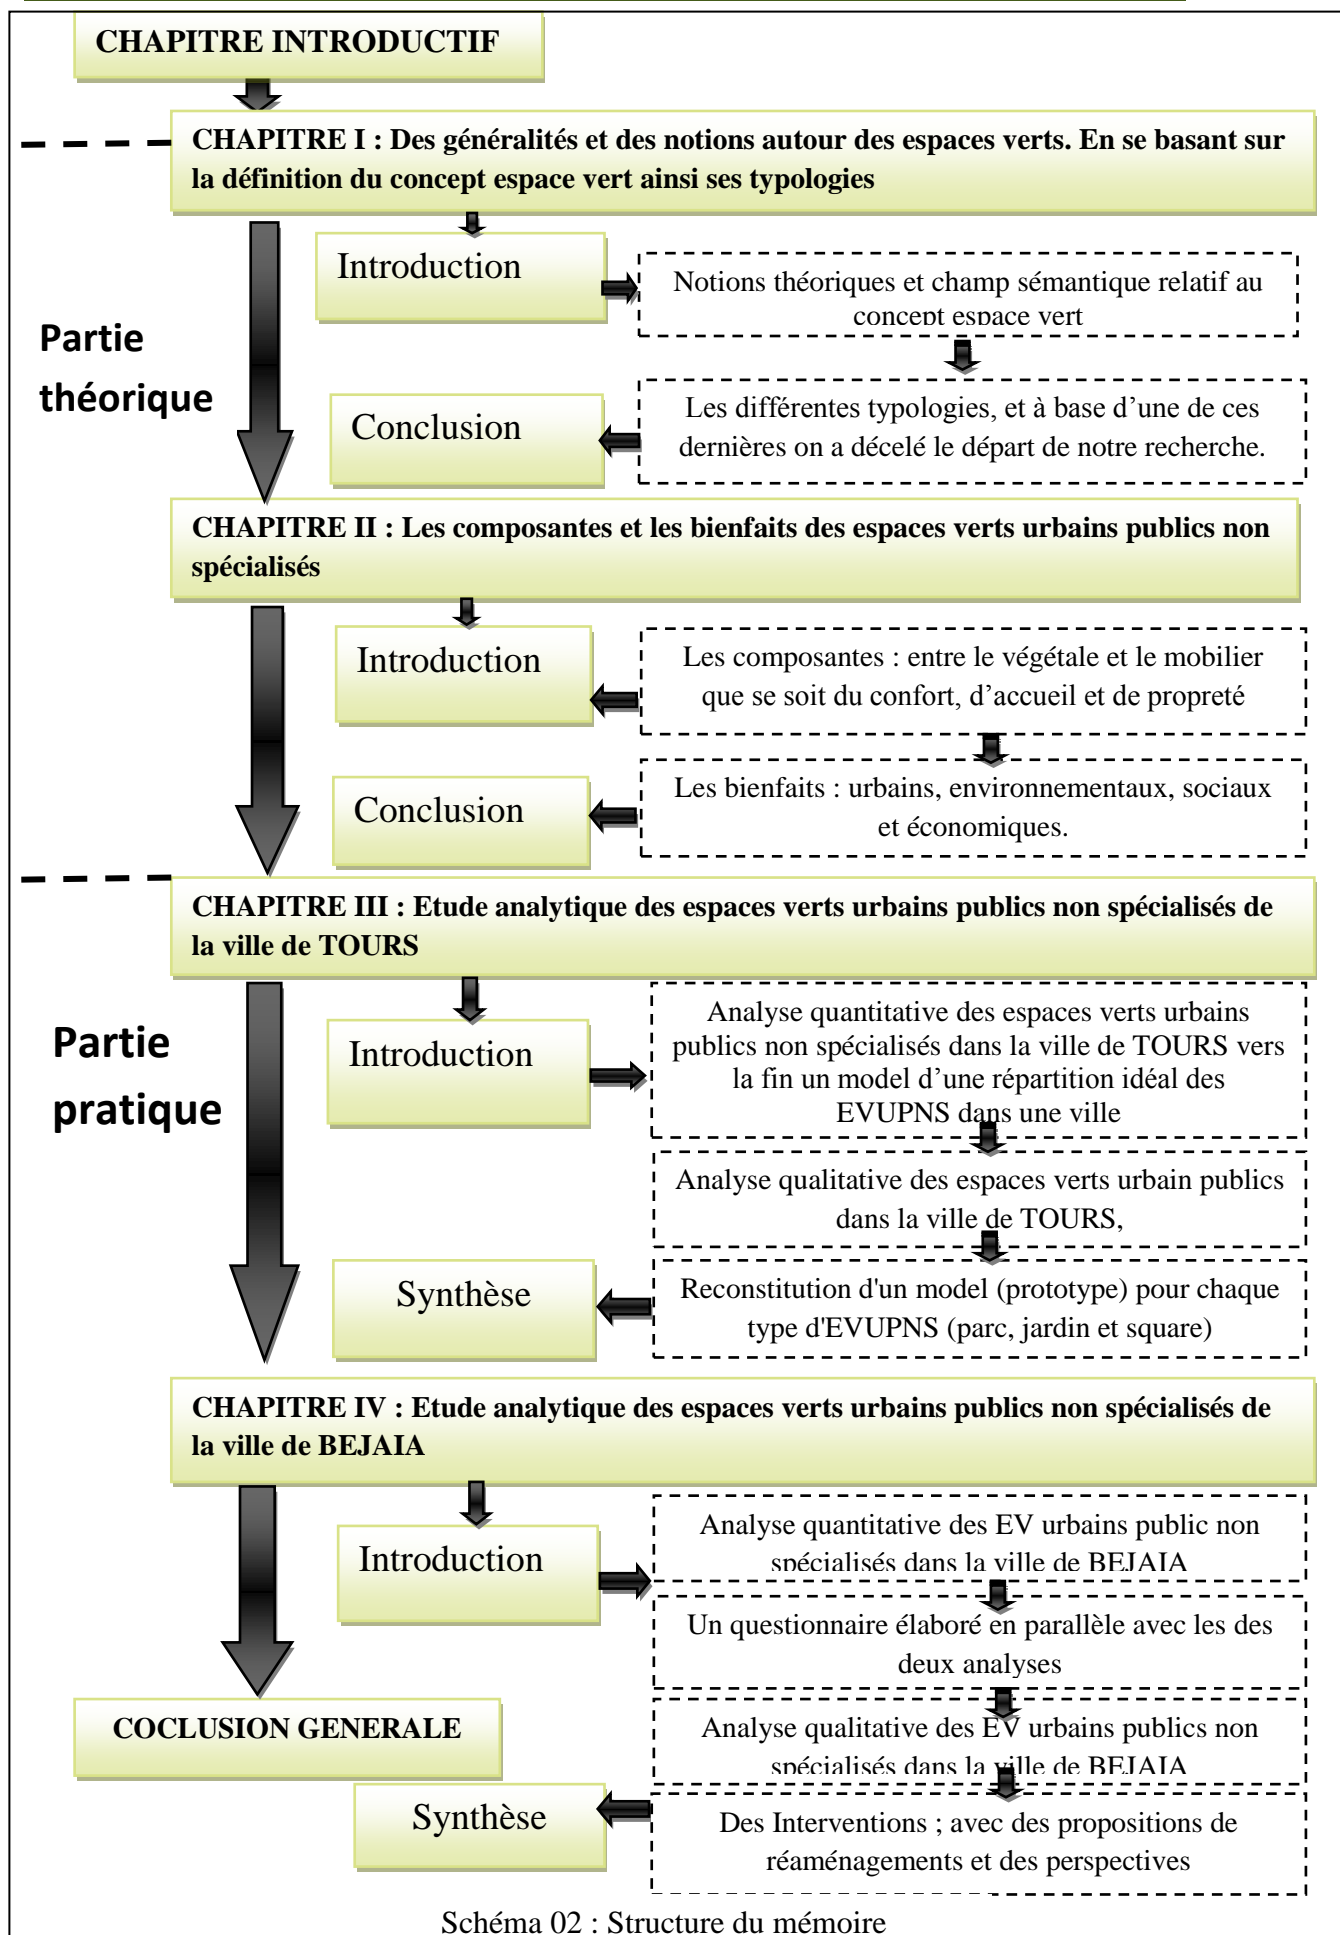 CHAPITRE INTRODUCTIF
CHAPITRE I : Des généralités et des notions autour des espaces verts. En se basant sur
la définition du concept espace vert ainsi ses typologies
Introduction
Notions théoriques et champ sémantique relatif au
concept espace vert
Partie
théorique
Les différentes typologies, et à base d’une de ces
dernières on a décelé le départ de notre recherche.
Conclusion
CHAPITRE II : Les composantes et les bienfaits des espaces verts urbains publics non
spécialisés
Introduction
Les composantes : entre le végétale et le mobilier
que se soit du confort, d’accueil et de propreté
Les bienfaits : urbains, environnementaux, sociaux
et économiques.
Conclusion
CHAPITRE III : Etude analytique des espaces verts urbains publics non spécialisés de
la ville de TOURS
Partie
pratique
Introduction
Analyse quantitative des espaces verts urbains
publics non spécialisés dans la ville de TOURS vers
la fin un model d’une répartition idéal des
EVUPNS dans une ville
Analyse qualitative des espaces verts urbain publics
dans la ville de TOURS,
Synthèse
Reconstitution d'un model (prototype) pour chaque
type d'EVUPNS (parc, jardin et square)
CHAPITRE IV : Etude analytique des espaces verts urbains publics non spécialisés de
la ville de BEJAIA
Introduction
Analyse quantitative des EV urbains public non
spécialisés dans la ville de BEJAIA
Un questionnaire élaboré en parallèle avec les des
deux analyses
Analyse qualitative des EV urbains publics non
spécialisés dans la ville de BEJAIA
COCLUSION GENERALE
Synthèse
Des Interventions ; avec des propositions de
réaménagements et des perspectives
Schéma 02 : Structure du mémoire